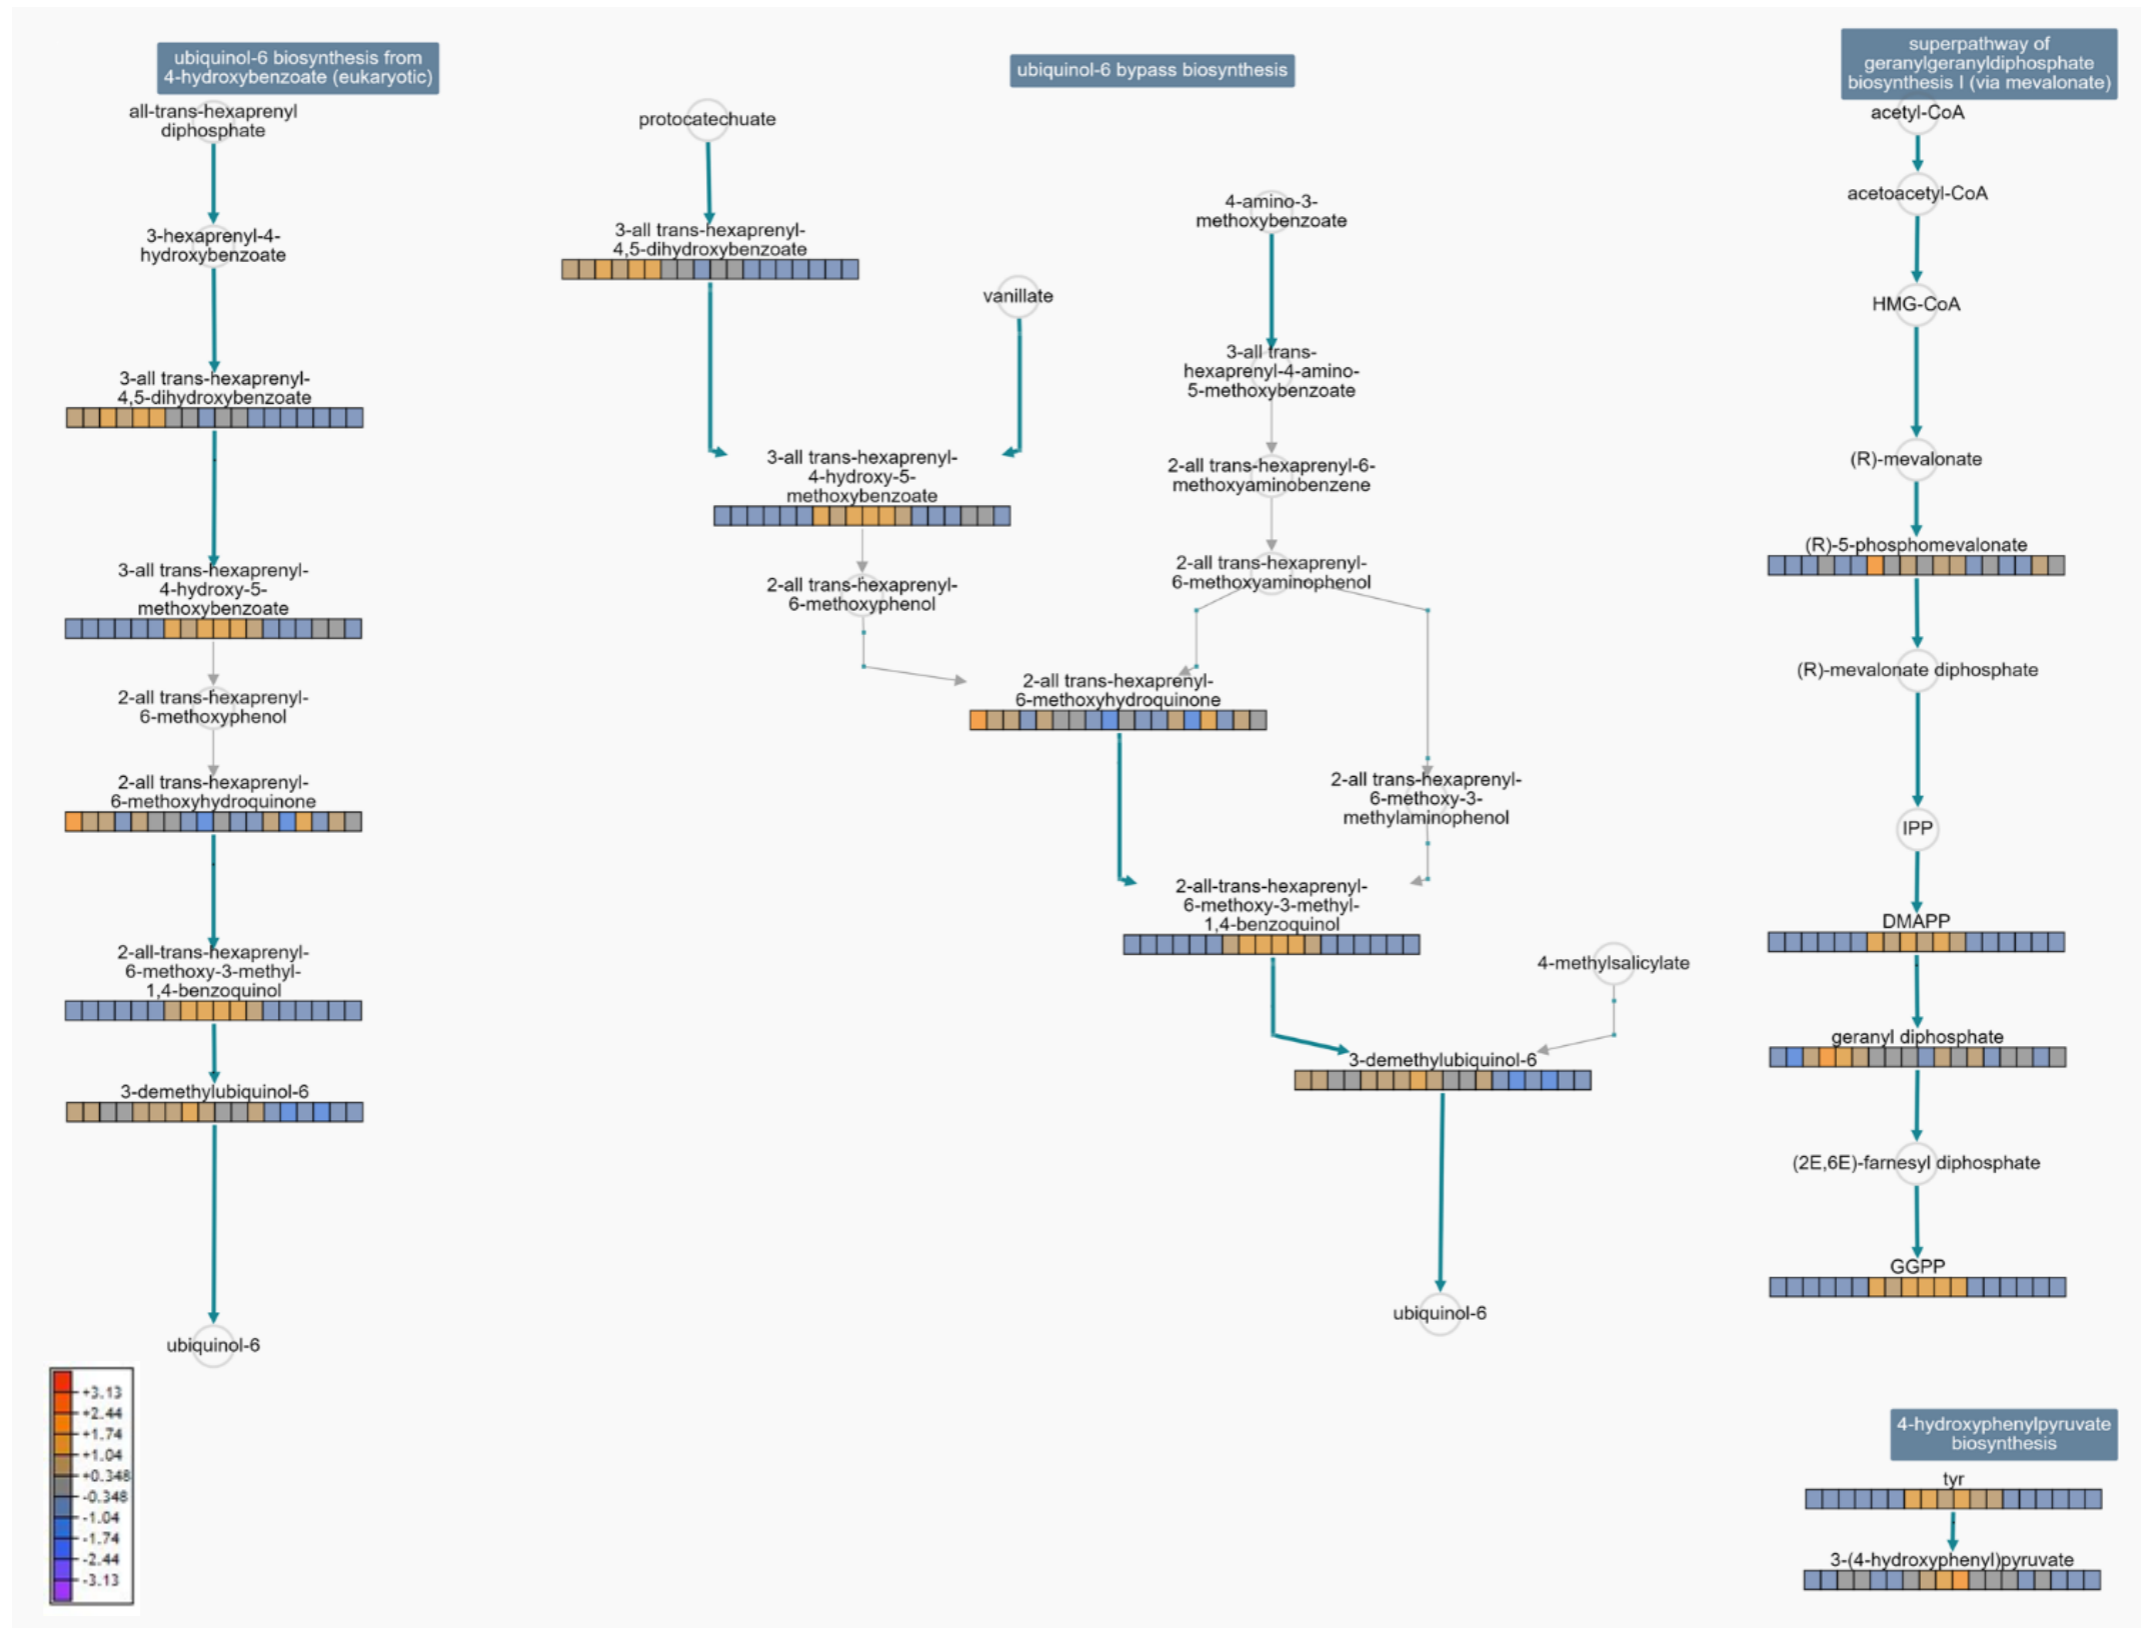 ubiquinol-6 biosynthesis from
4-hydroxybenzoate (eukaryotic)
all-trans-hexaprenyl
diphosphate
3-hexaprenyl-4-
hydroxybenzoate
3-all trans-hexaprenyl-
4,5-dihydroxybenzoate
3-all trans-hexaprenyl-
4-hydroxy-5-
methoxybenzoate
2-all trans-hexaprenyl-
6-methoxyphenol
2-all trans-hexaprenyl-
6-methoxyhydroquinone
2-all-trans-hexaprenyl-
6-methoxy-3-methyl-
1,4-benzoquinol
3-demethylubiquinol-6
ubiquinol-6
+3.13
+2.44
+1.74
+1.04
+0.348
-0.348
-1.04
-1.74
-2.44
-3.13
ubiquinol-6 bypass biosynthesis
protocatechuate
3-all trans-hexaprenyl-
4,5-dihydroxybenzoate
vanillate
3-all trans-hexaprenyl-
4-hydroxy-5-
methoxybenzoate
2-all trans-hexaprenyl-
6-methoxyphenol
4-amino-3-
methoxybenzoate
3-all trans-
hexaprenyl-4-amino-
5-methoxybenzoate
2-all trans-hexaprenyl-6-
methoxyaminobenzene
2-all trans-hexaprenyl-
6-methoxyaminophenol
2-all trans-hexaprenyl-
6-methoxyhydroquinone
2-all trans-hexaprenyl-
6-methoxy-3-
methylaminophenol
2-all-trans-hexaprenyl-
6-methoxy-3-methyl-
1,4-benzoquinol
4-methylsalicylate
3-demethylubiquinol-6
ubiquinol-6
superpathway of
geranylgeranyldiphosphate
biosynthesis I (via mevalonate)
acetyl-CoA
acetoacetyl-CoA
HMG-CoA
(R)-mevalonate
(R)-5-phosphomevalonate
(R)-mevalonate diphosphate
IPP
DMAPP
geranyl diphosphate
(2E,6E)-farnesyl diphosphate
GGPP
4-hydroxyphenylpyruvate
biosynthesis
tyr
3-(4-hydroxyphenyl)pyruvate